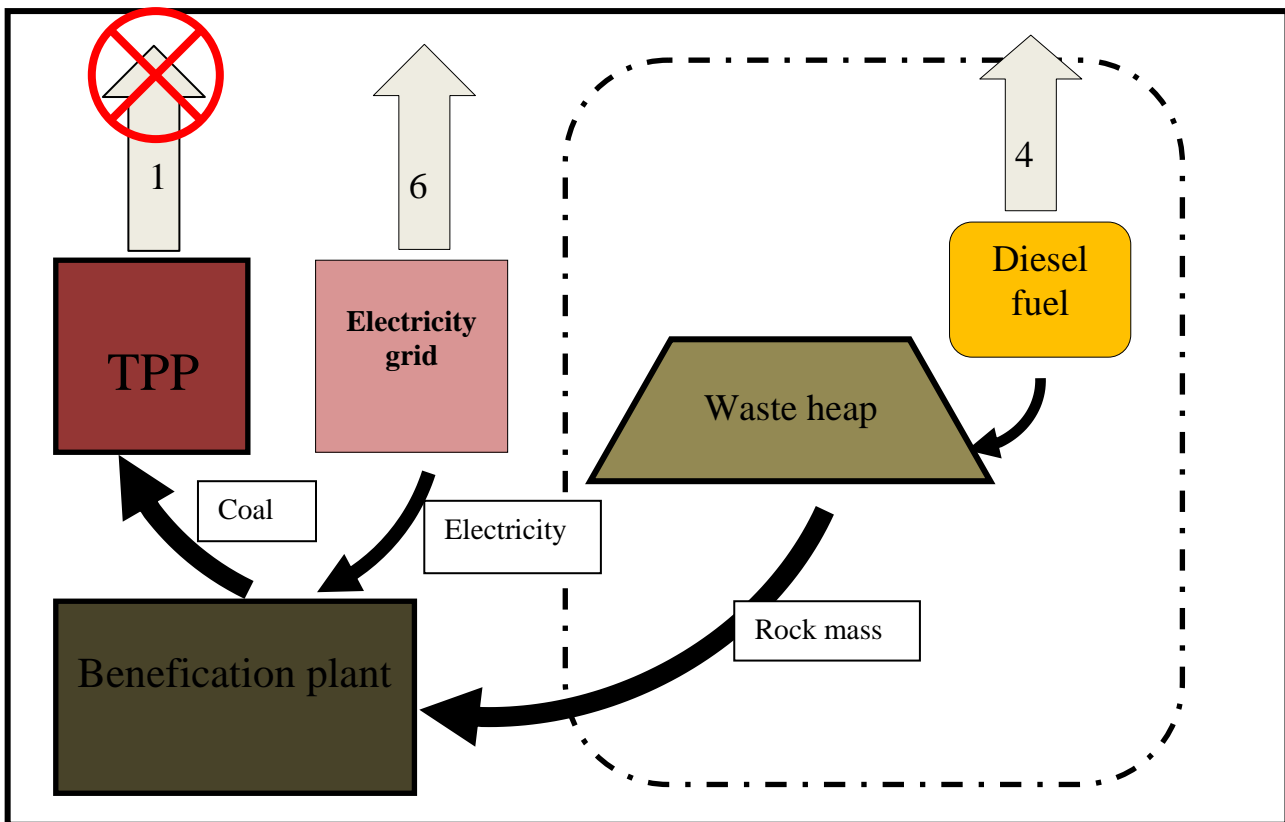 1
6
4
Diesel
fuel
Electricity
grid
TPP
Waste heap
Coal
Electricity
Rock mass
Benefication plant